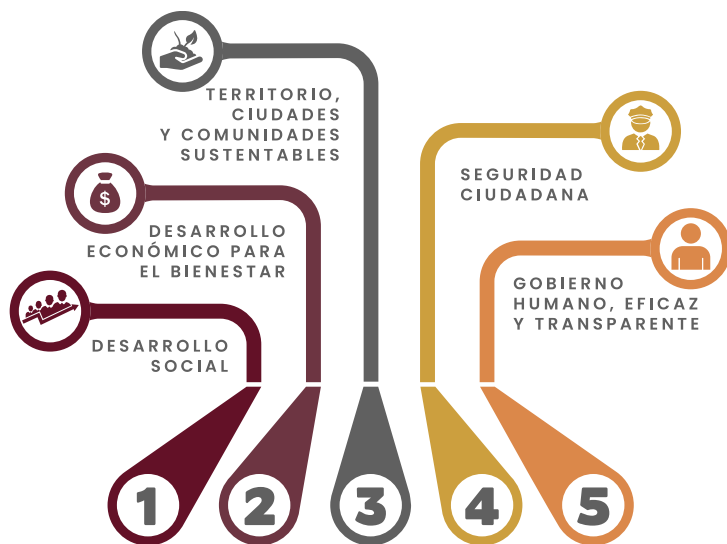 TERRITORIO,
CIUDADES
Y COMUNIDADES
SUSTENTABLES
SEGURIDAD
CIUDADANA
$
DESARROLLO
ECONÓMICO PARA
EL BIENESTAR
GOBIERNO
HUMANO, EFICAZ
Y TRANSPARENTE
DESARROLLO
SOCIAL
1 2 3 4 5